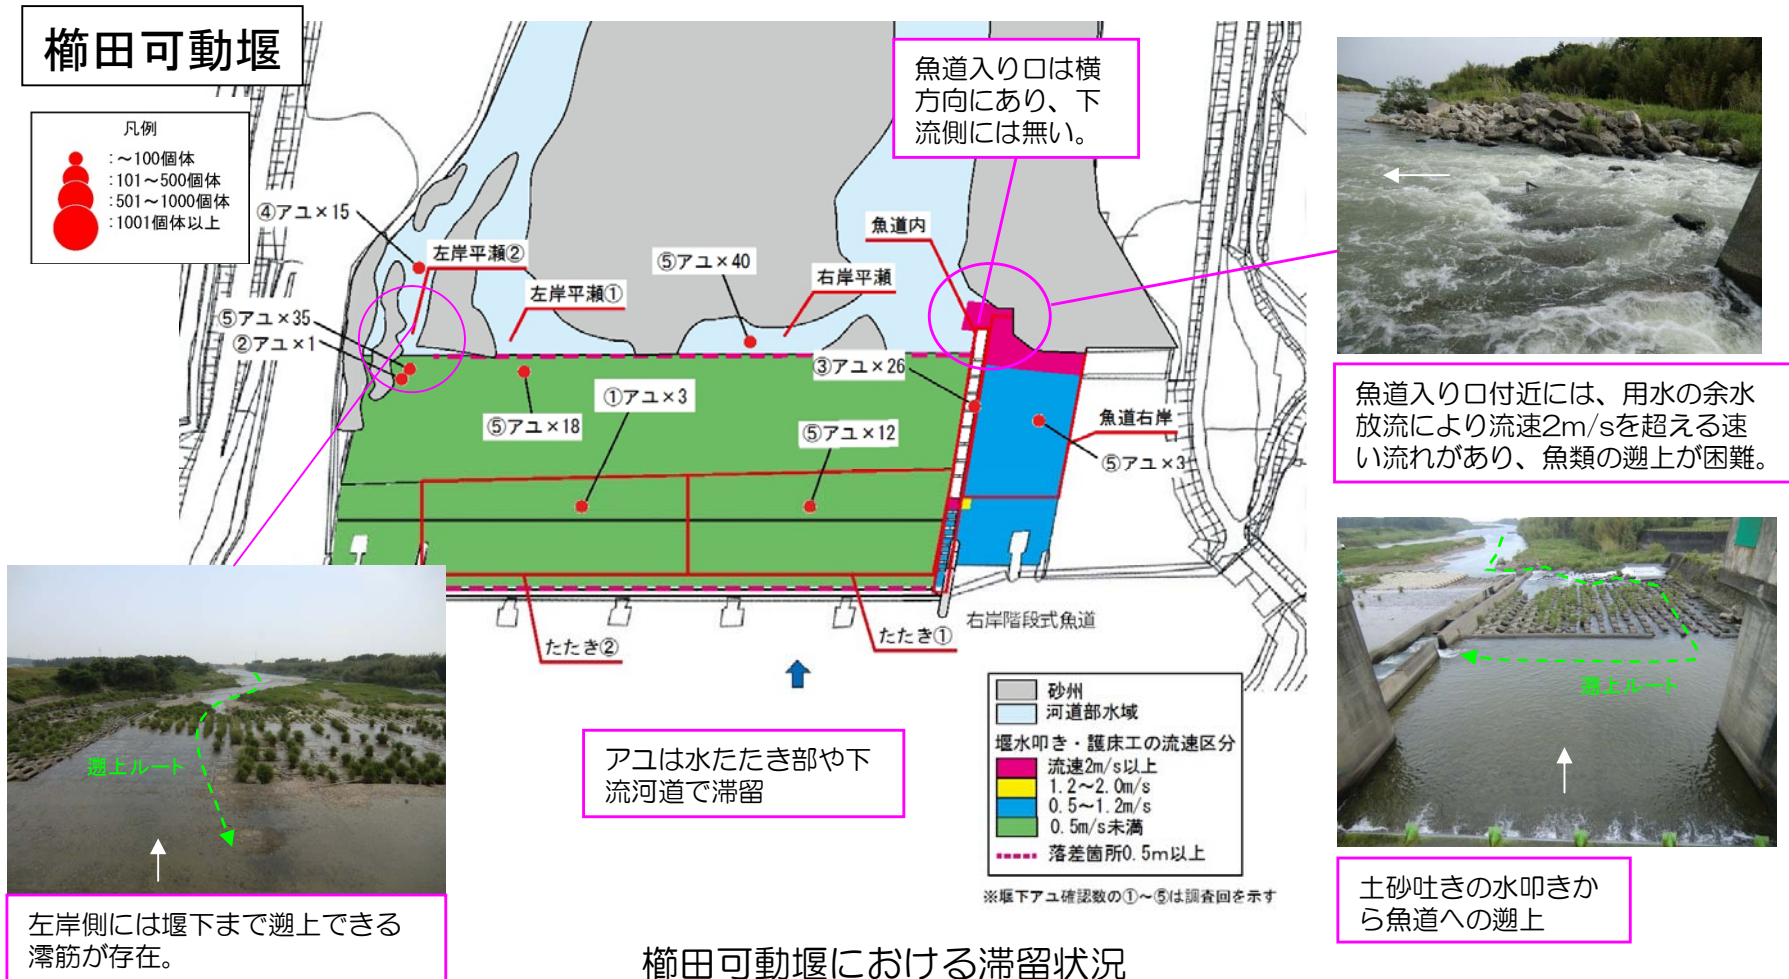 櫛田可動堰
凡例
:～100個体
:101～500個体
:501～1000個体
:1001個体以上
魚道入り口は横
方向にあり、下
流側には無い。
④アユ×15
左岸平瀬②
左岸平瀬①
⑤アユ×40
右岸平瀬
魚道内
⑤アユ×35
②アユ×1
⑤アユ×18
①アユ×3
③アユ×26
⑤アユ×12
魚道右岸
⑤アユ×3
魚道入り口付近には、用水の余水
放流により流速2m/sを超える速
い流れがあり、魚類の遡上が困難。
右岸階段式魚道
たたき②
たたき①
遡上ルート
遡上ルート
アユは水たたき部や下
流河道で滞留
砂州
河道部水域
堰水叩き・護床工の流速区分
流速2m/s以上
1.2～2.0m/s
0.5～1.2m/s
0.5m/s未満
落差箇所0.5m以上
※堰下アユ確認数の①～⑤は調査回を示す
左岸側には堰下まで遡上できる
澪筋が存在。
土砂吐きの水叩きか
ら魚道への遡上
櫛田可動堰における滞留状況